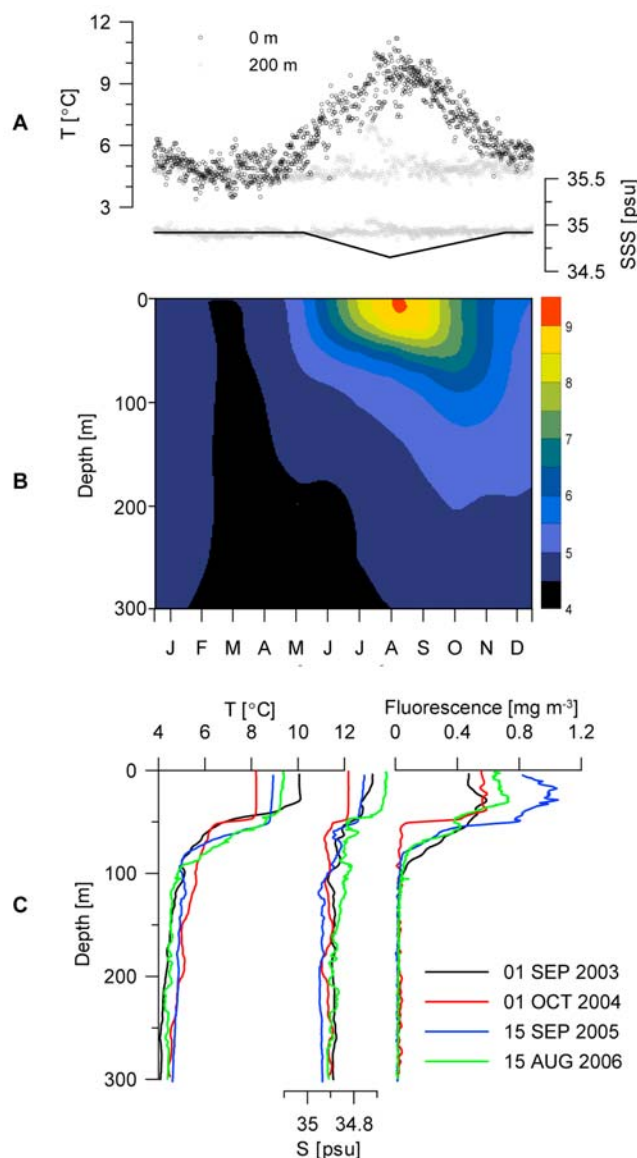 A
T [°C]
12
9
6
3
0 m
200 m
35.5
35
34.5
SSS [psu]
B
Depth [m]
0
100
200
300
J F M A M J J A S O N D
9
8
7
6
5
4
C
T [°C]
4 6 8 10 12
Fluorescence [mg m-3]
0 0.4 0.8 1.2
Depth [m]
0
100
200
300
01 SEP 2003
01 OCT 2004
15 SEP 2005
15 AUG 2006
35 34.8
S [psu]